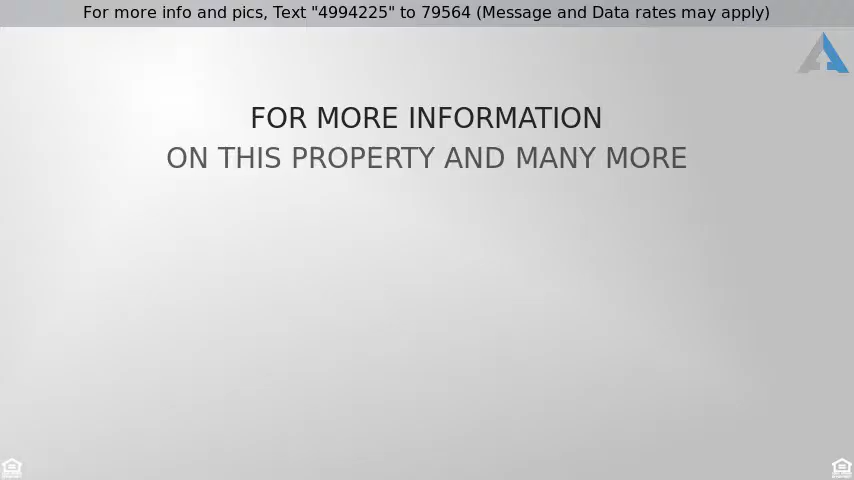 For more info and pics, Text "4994225" to 79564 (Message and Data rates may apply)
FOR MORE INFORMATION
ON THIS PROPERTY AND MANY MORE